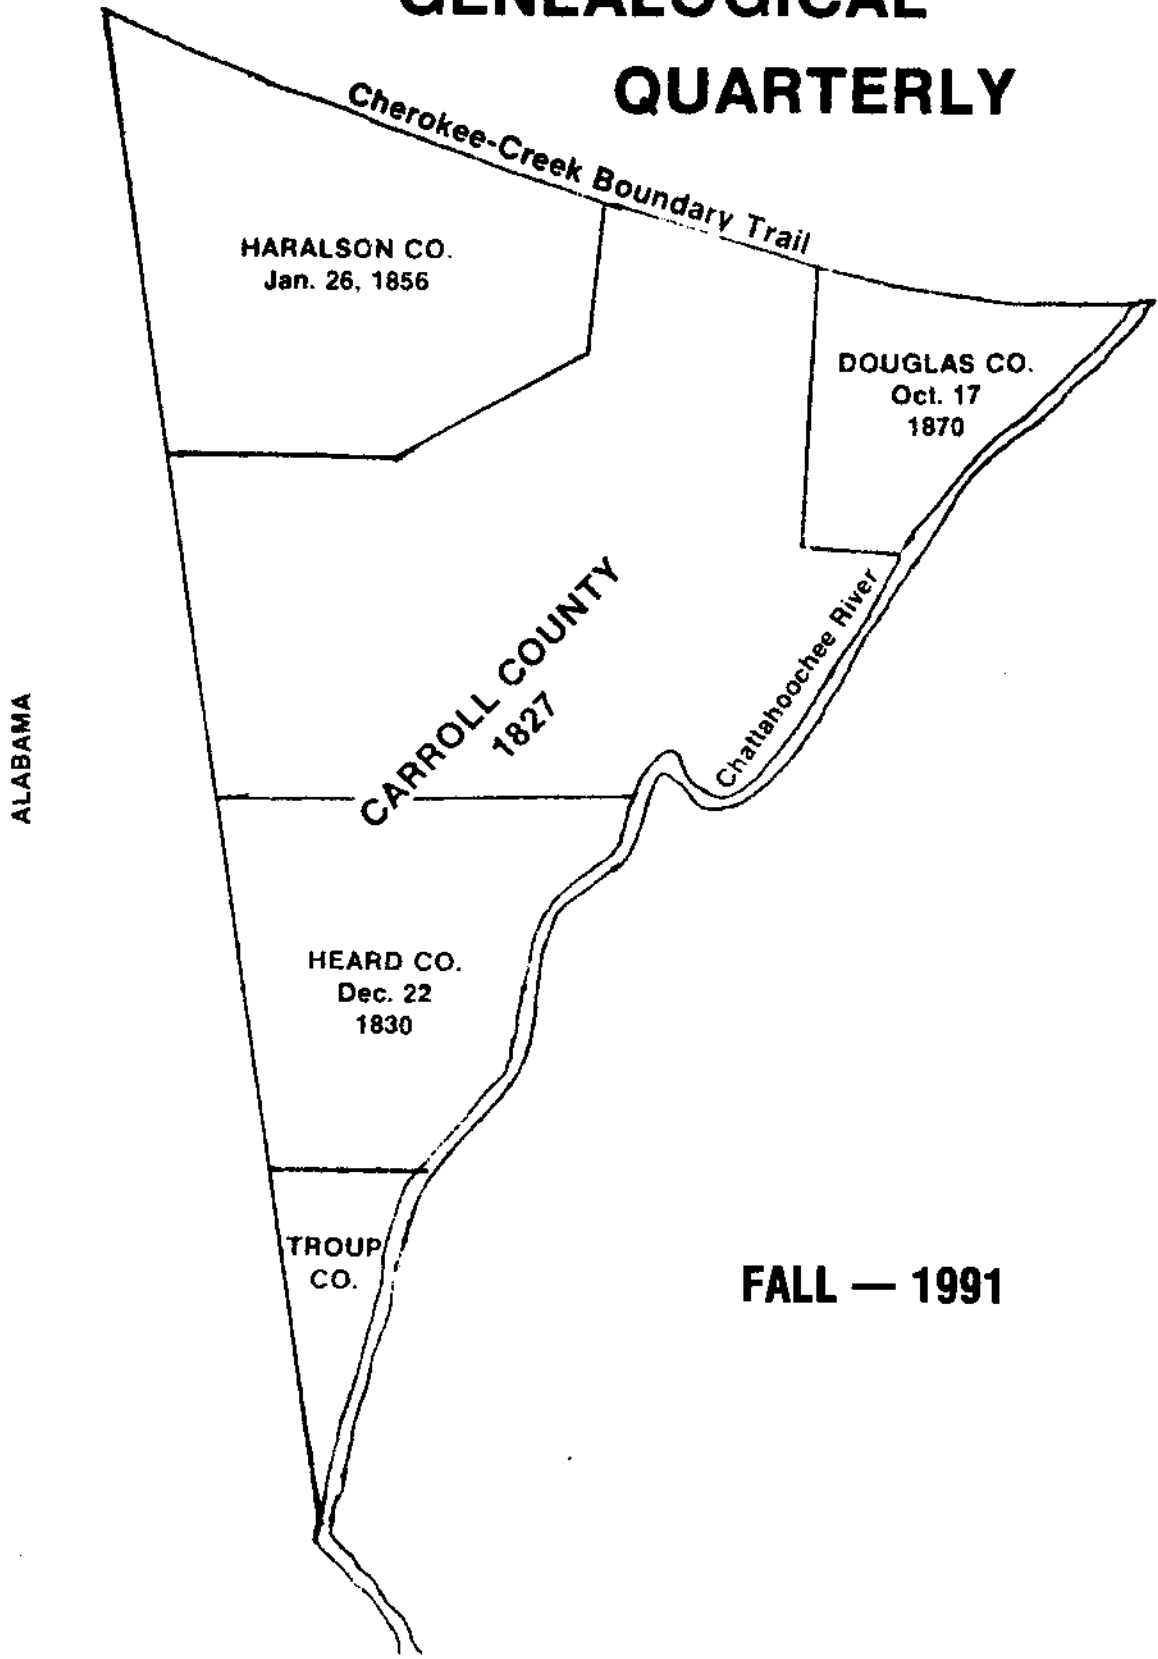 GENEALOGICAL
QUARTERLY
Cherokee-Creek Boundary Trail
HARALSON CO.
Jan. 26, 1856
DOUGLAS CO.
Oct. 17
1870
CARROLL COUNTY
1827
Chattahoochee River
ALABAMA
HEARD CO.
Dec. 22
1830
TROUP
CO.
FALL — 1991